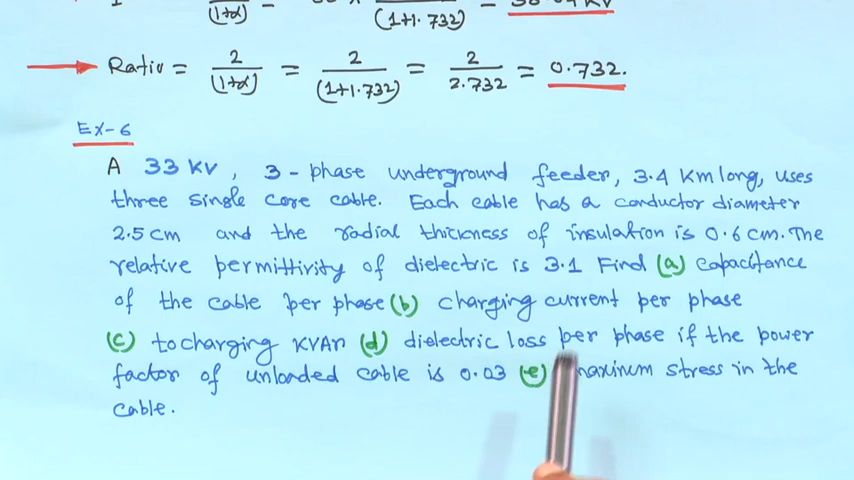 (1+α) = (1+1.732) = 38.64 KV
Ratio = 2/(1+α) = 2/(1+1.732) = 2/2.732 = 0.732.
EX-6
A 33 KV, 3-phase underground feeder, 3.4 Km long, uses
three single core cable. Each cable has a conductor diameter
2.5 cm and the radial thickness of insulation is 0.6 cm. The
relative permittivity of dielectric is 3.1 Find (a) capacitance
of the cable per phase (b) charging current per phase
(c) to charging KVAr (d) dielectric loss per phase if the power
factor of unloaded cable is 0.03 (e) maximum stress in the
cable.